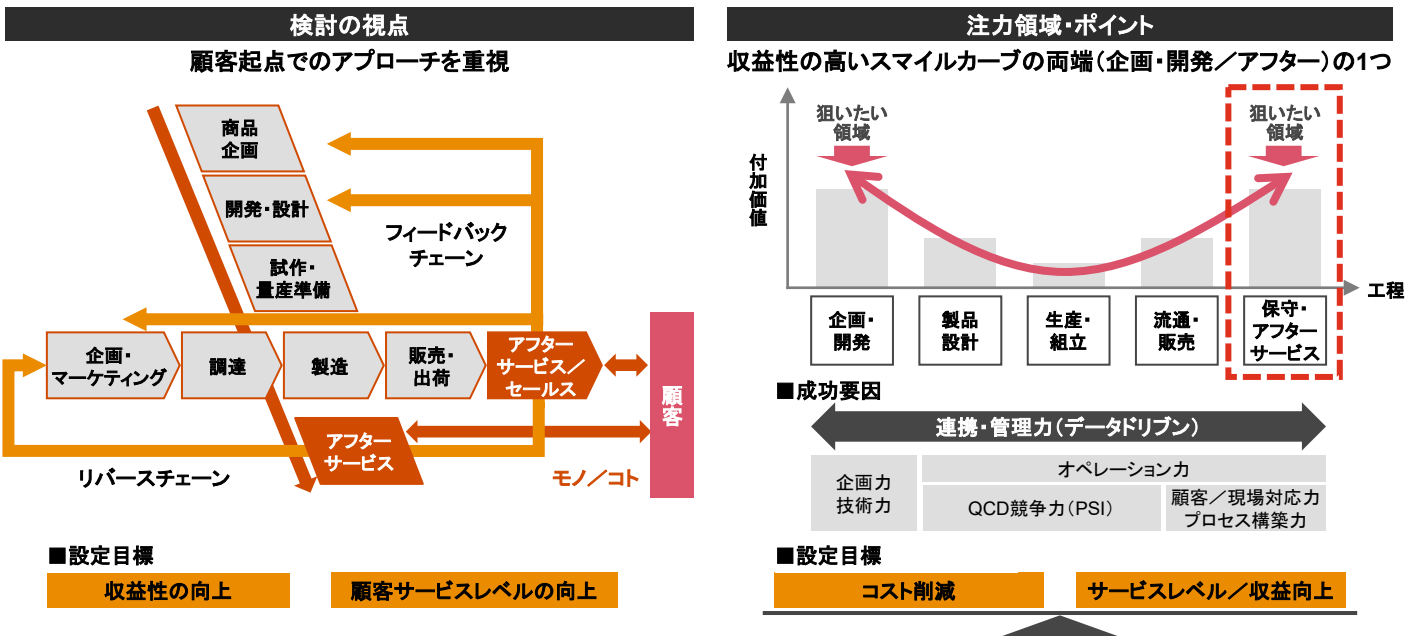 検討の視点
顧客起点でのアプローチを重視
商品
企画
開発・設計
試作・
量産準備
フィードバック
チェーン
企画・
マーケティング
調達
製造
販売・
出荷
アフター
サービス／
セールス
顧客
アフター
サービス
リバースチェーン
モノ／コト
■設定目標
収益性の向上
顧客サービスレベルの向上
注力領域・ポイント
収益性の高いスマイルカーブの両端（企画・開発／アフター）の1つ
付加価値
狙いたい
領域
狙いたい
領域
工程
企画・
開発
製品
設計
生産・
組立
流通・
販売
保守・
アフター
サービス
■成功要因
連携・管理力（データドリブン）
企画力
技術力
オペレーション力
QCD競争力（PSI）
顧客／現場対応力
プロセス構築力
■設定目標
コスト削減
サービスレベル／収益向上